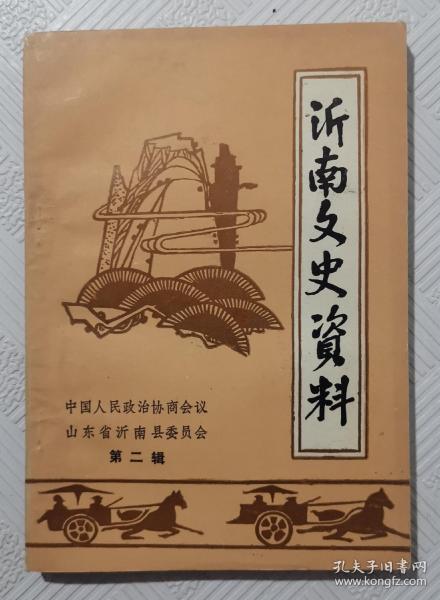 沂南文史資料
中国人民政治协商会议
山东省沂南县委员会
第二辑
孔夫子旧书网
www.kongfz.com